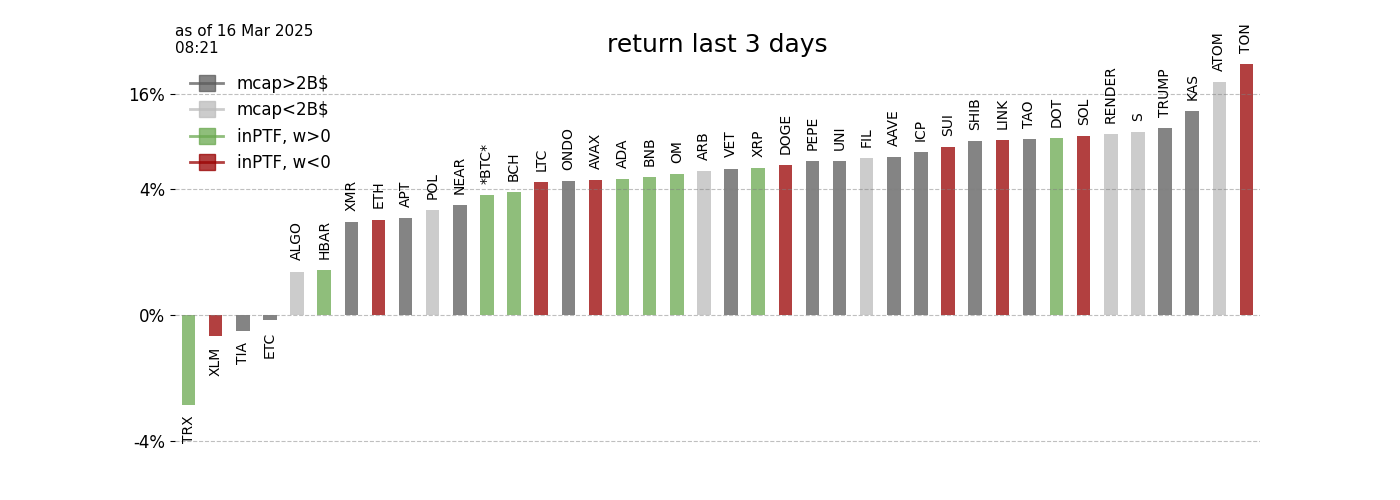 as of 16 Mar 2025
08:21
return last 3 days
mcap>2B$
mcap<2B$
inPTF, w>0
inPTF, w<0
16%
4%
0%
-4%
TRX
XLM
TIA
ETC
ALGO
HBAR
XMR
ETH
APT
POL
NEAR
*BTC*
BCH
LTC
ONDO
AVAX
ADA
BNB
OM
ARB
VET
XRP
DOGE
PEPE
UNI
FIL
AAVE
ICP
SUI
SHIB
LINK
TAO
DOT
SOL
RENDER
S
TRUMP
KAS
ATOM
TON